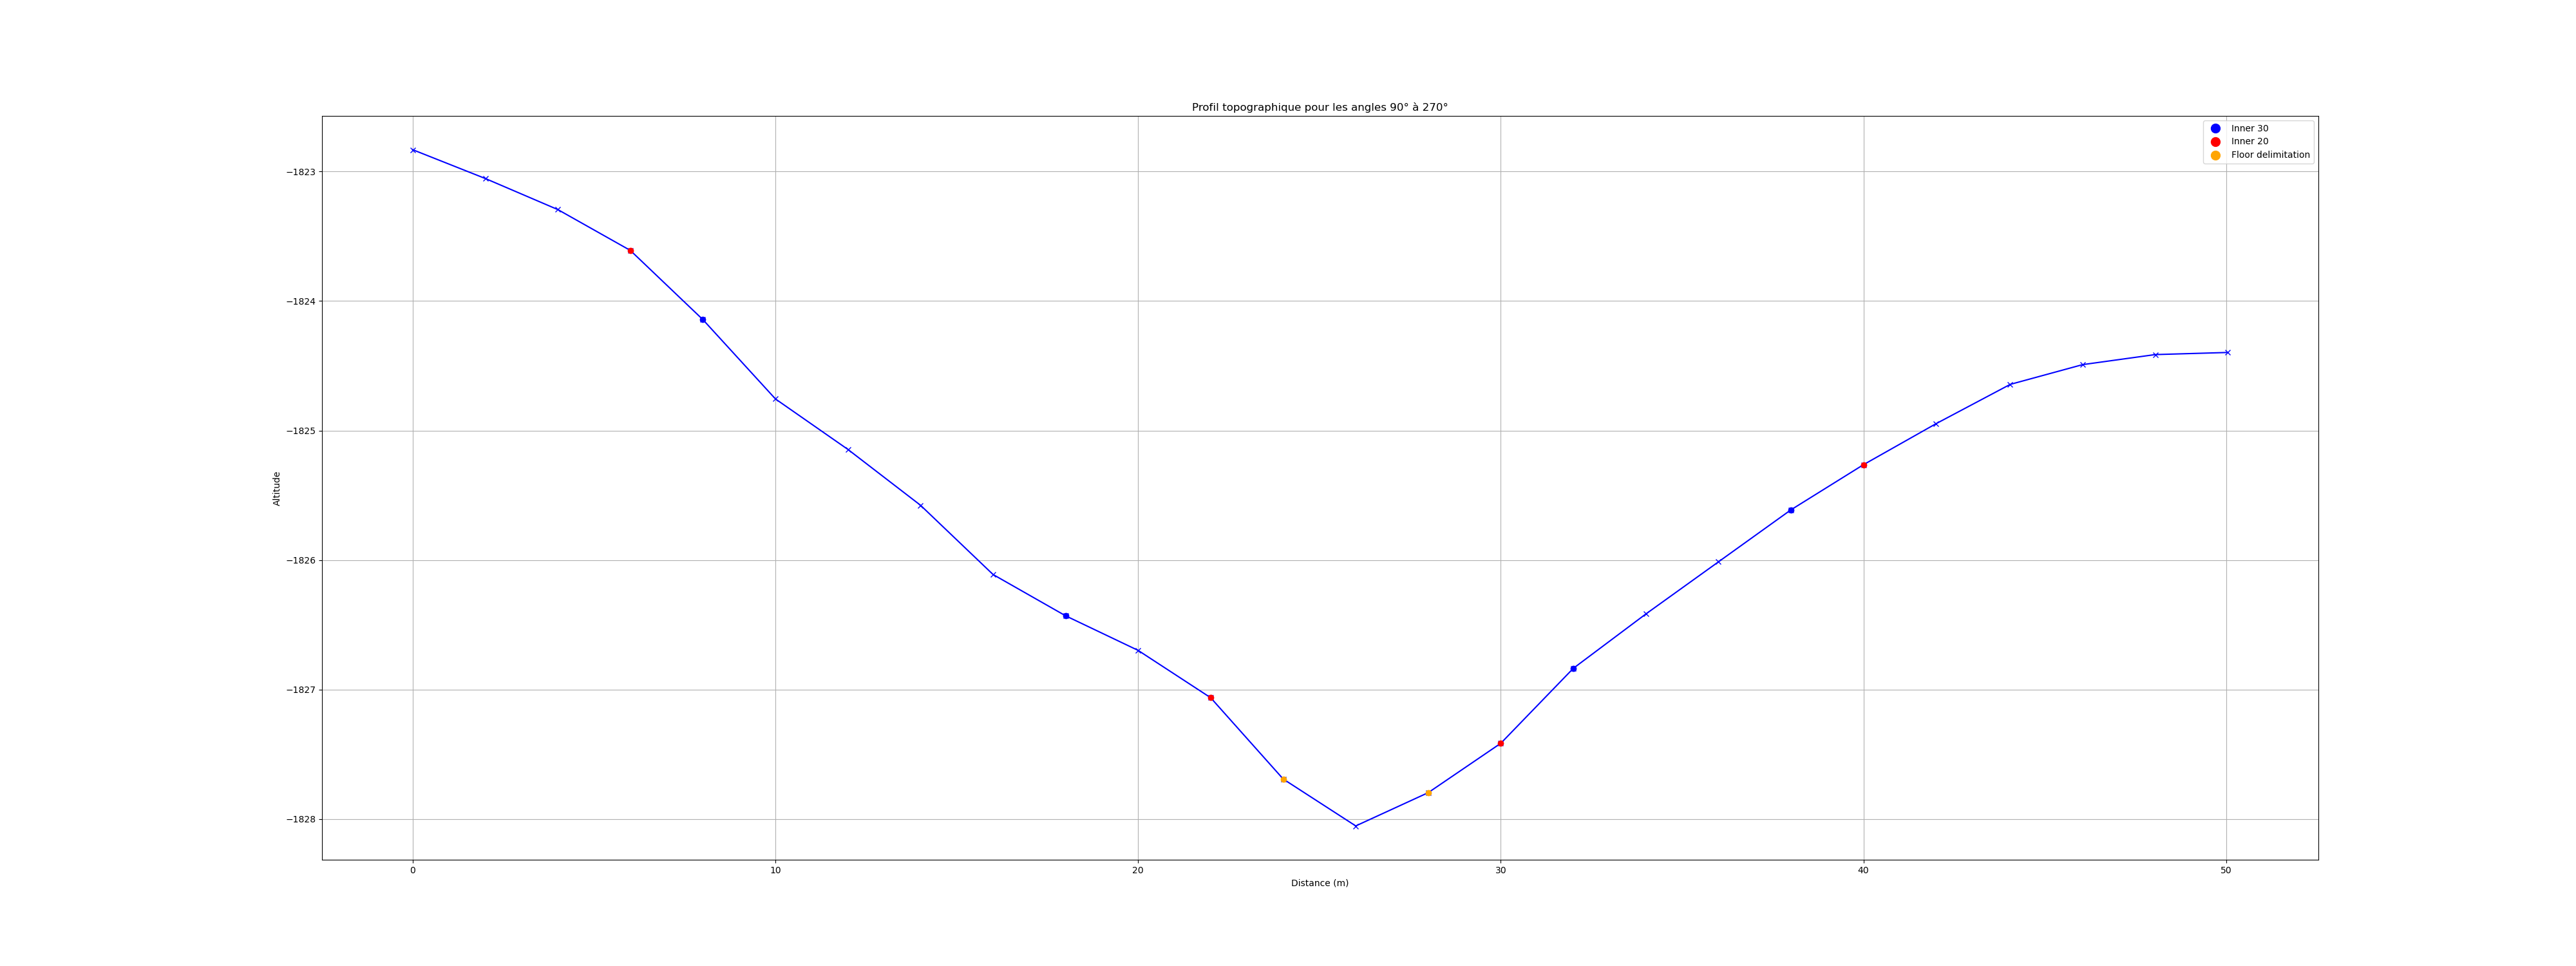 Profil topographique pour les angles 90° à 270°
Inner 30
Inner 20
Floor delimitation
−1823
−1824
−1825
−1826
−1827
−1828
Altitude
0
10
20
30
40
50
Distance (m)